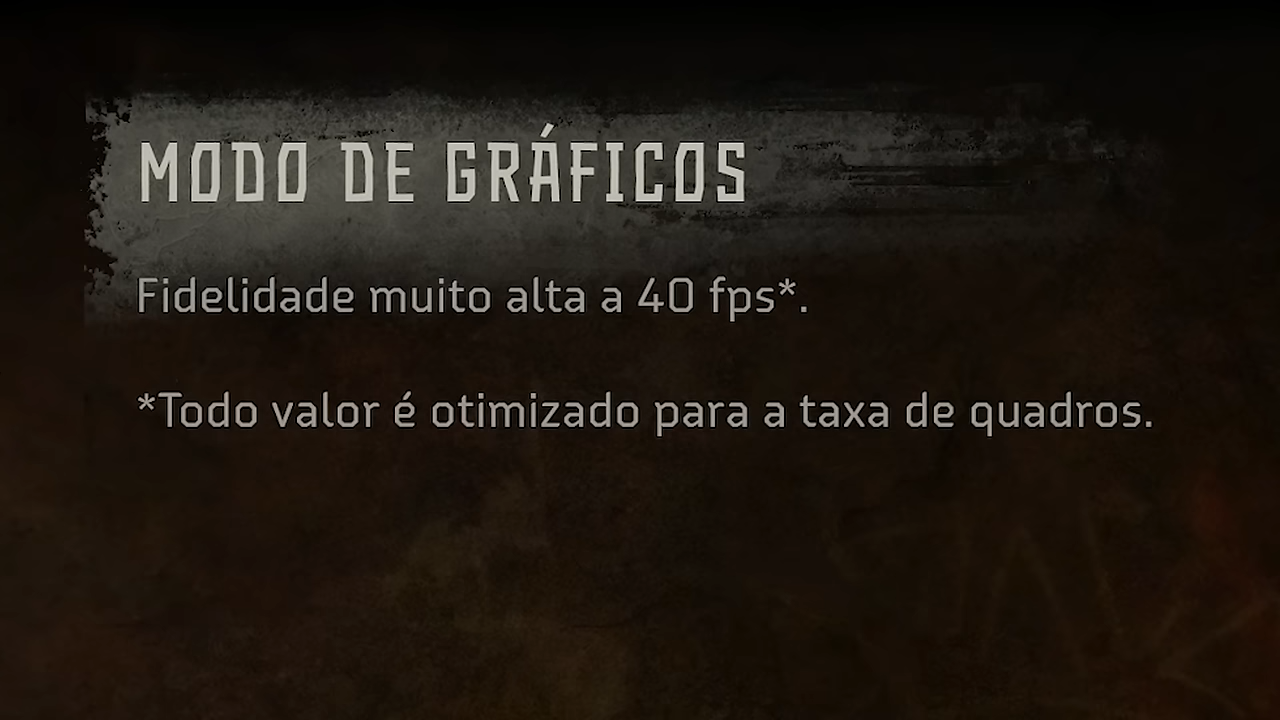 MODO DE GRÁFICOS
Fidelidade muito alta a 40 fps*.
*Todo valor é otimizado para a taxa de quadros.